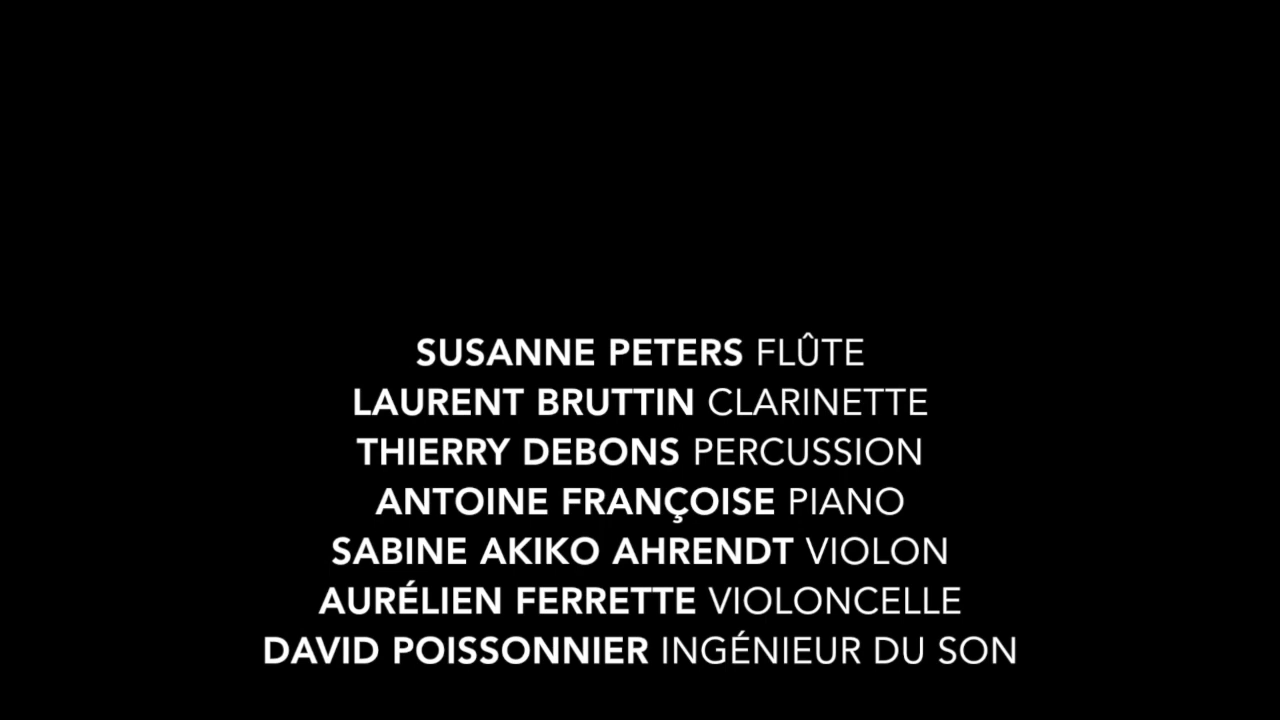 SUSANNE PETERS FLÛTE
LAURENT BRUTTIN CLARINETTE
THIERRY DEBONS PERCUSSION
ANTOINE FRANÇOISE PIANO
SABINE AKIKO AHRENDT VIOLON
AURÉLIEN FERRETTE VIOLONCELLE
DAVID POISSONNIER INGÉNIEUR DU SON